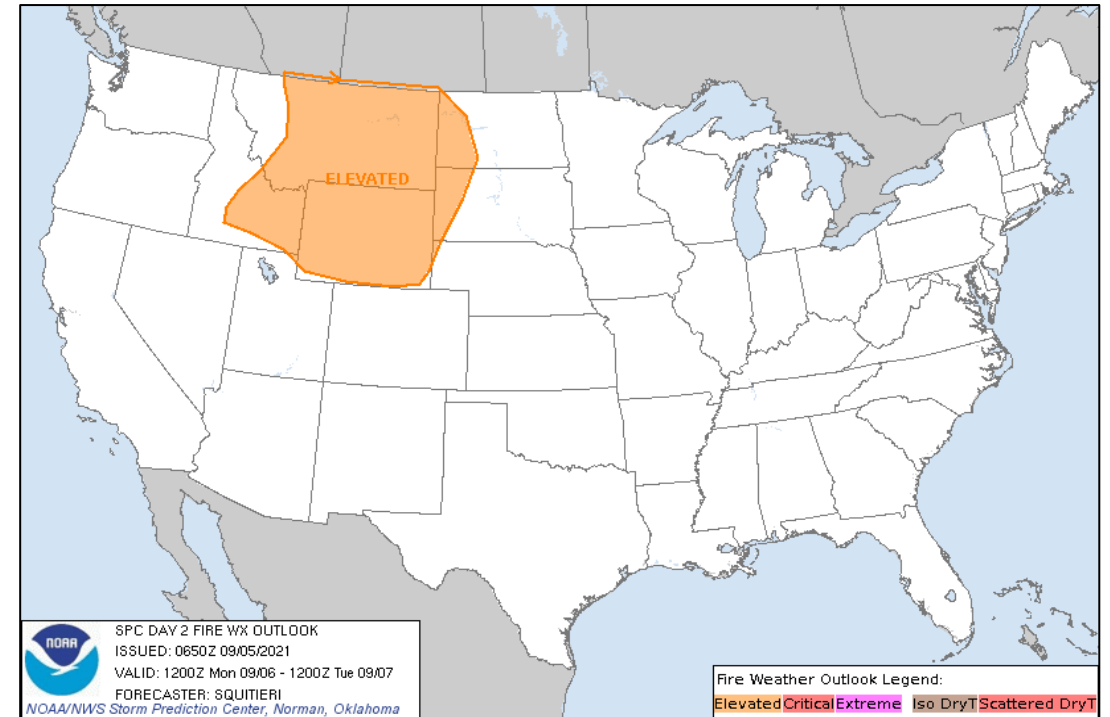 ELEVATED
NOAA
SPC DAY 2 FIRE WX OUTLOOK
ISSUED: 0650Z 09/05/2021
VALID: 1200Z Mon 09/06 - 1200Z Tue 09/07
FORECASTER: SQUITIERI
NOAA/NWS Storm Prediction Center, Norman, Oklahoma
Fire Weather Outlook Legend:
Elevated Critical Extreme Iso DryT Scattered DryT